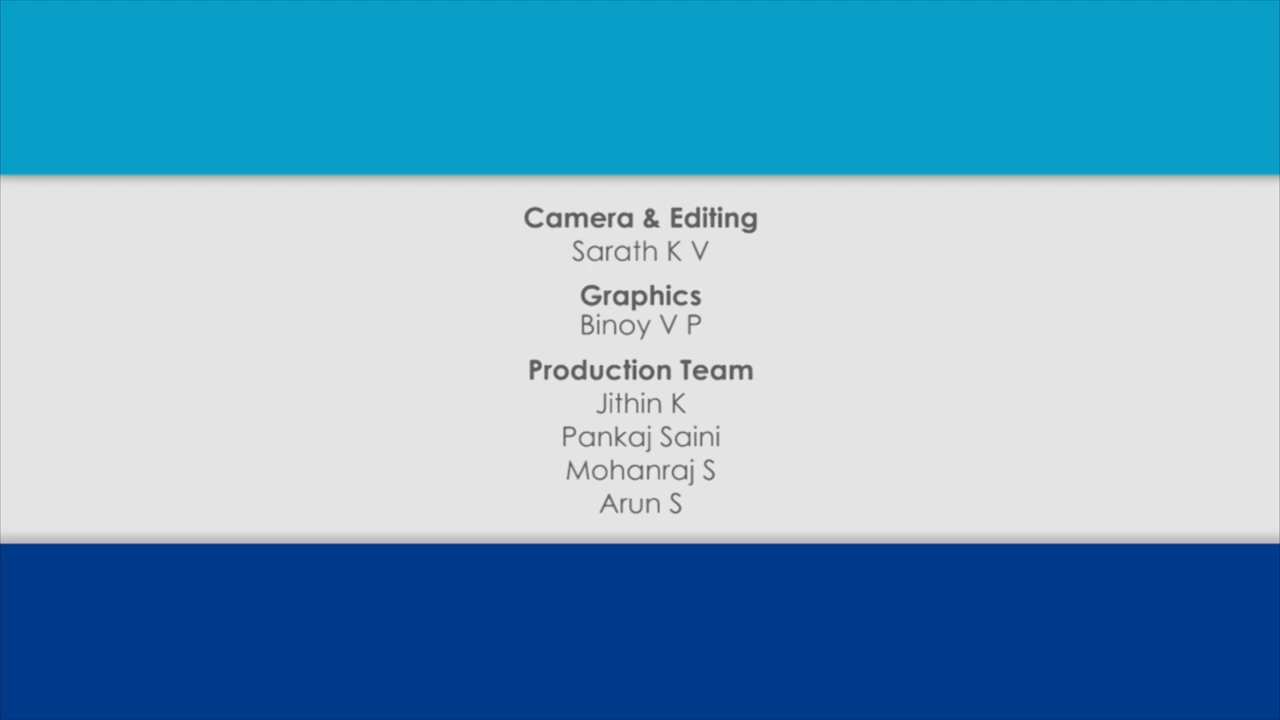 Camera & Editing
Sarath K V
Graphics
Binoy V P
Production Team
Jithin K
Pankaj Saini
Mohanraj S
Arun S